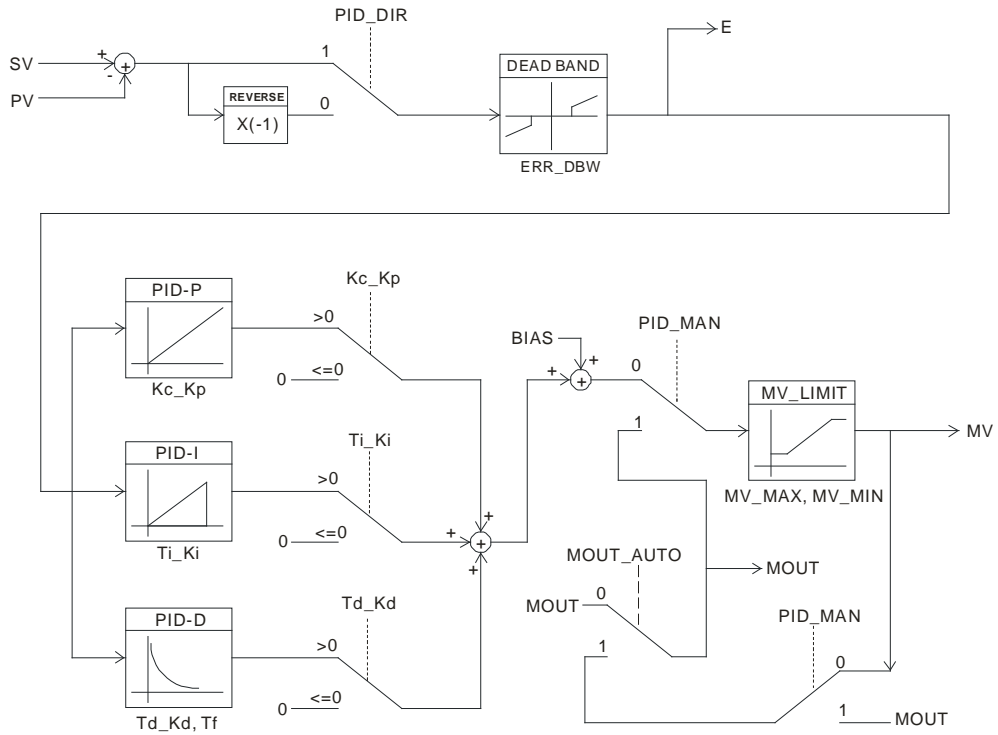 PID_DIR
SV
+
-
+
PV
1
0
REVERSE
X(-1)
DEAD BAND
ERR_DBW
E
PID-P
Kc_Kp
Kc_Kp
>0
0
<=0
PID-I
Ti_Ki
Ti_Ki
>0
0
<=0
PID-D
Td_Kd, Tf
Td_Kd
>0
0
<=0
+
+
+
+
BIAS
+
+
+
PID_MAN
0
1
MV_LIMIT
MV_MAX, MV_MIN
MV
MOUT_AUTO
MOUT
0
1
MOUT
PID_MAN
0
1
MOUT